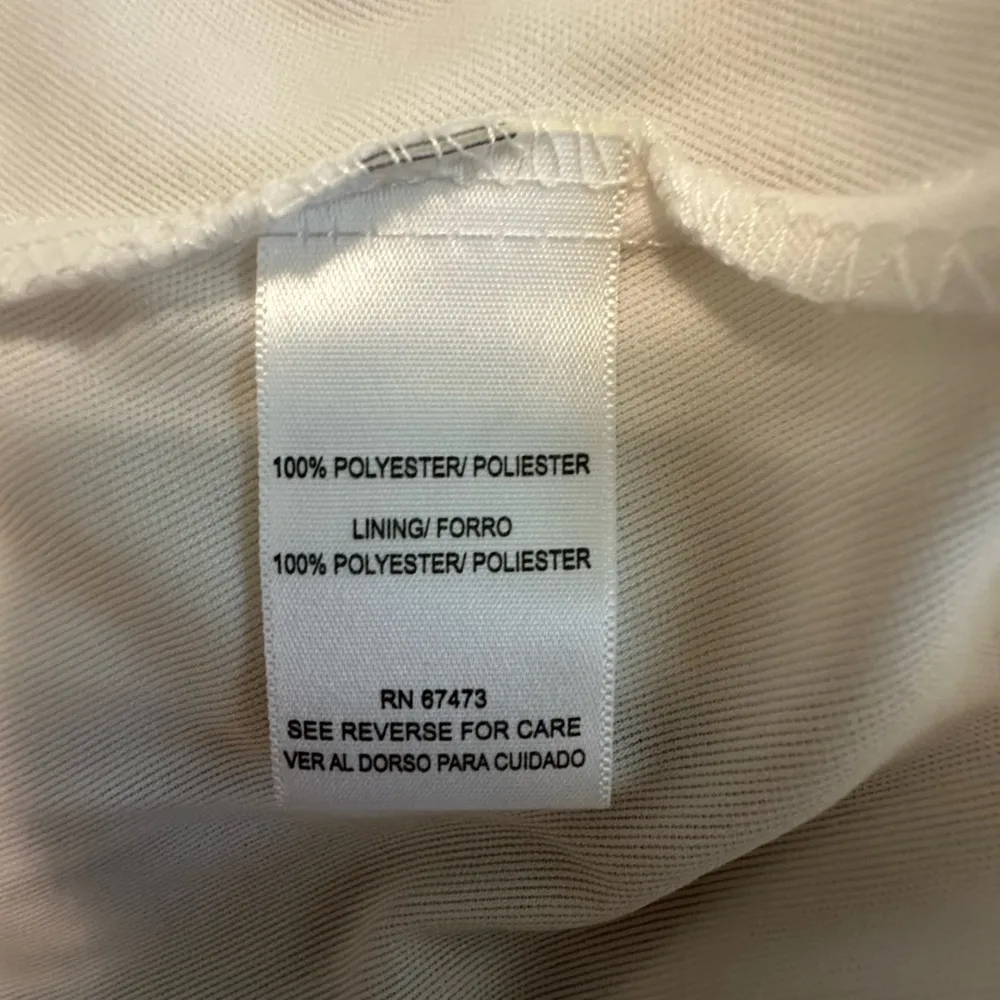 100% POLYESTER/ POLIESTER
LINING/ FORRO
100% POLYESTER/ POLIESTER
RN 67473
SEE REVERSE FOR CARE
VER AL DORSO PARA CUIDADO